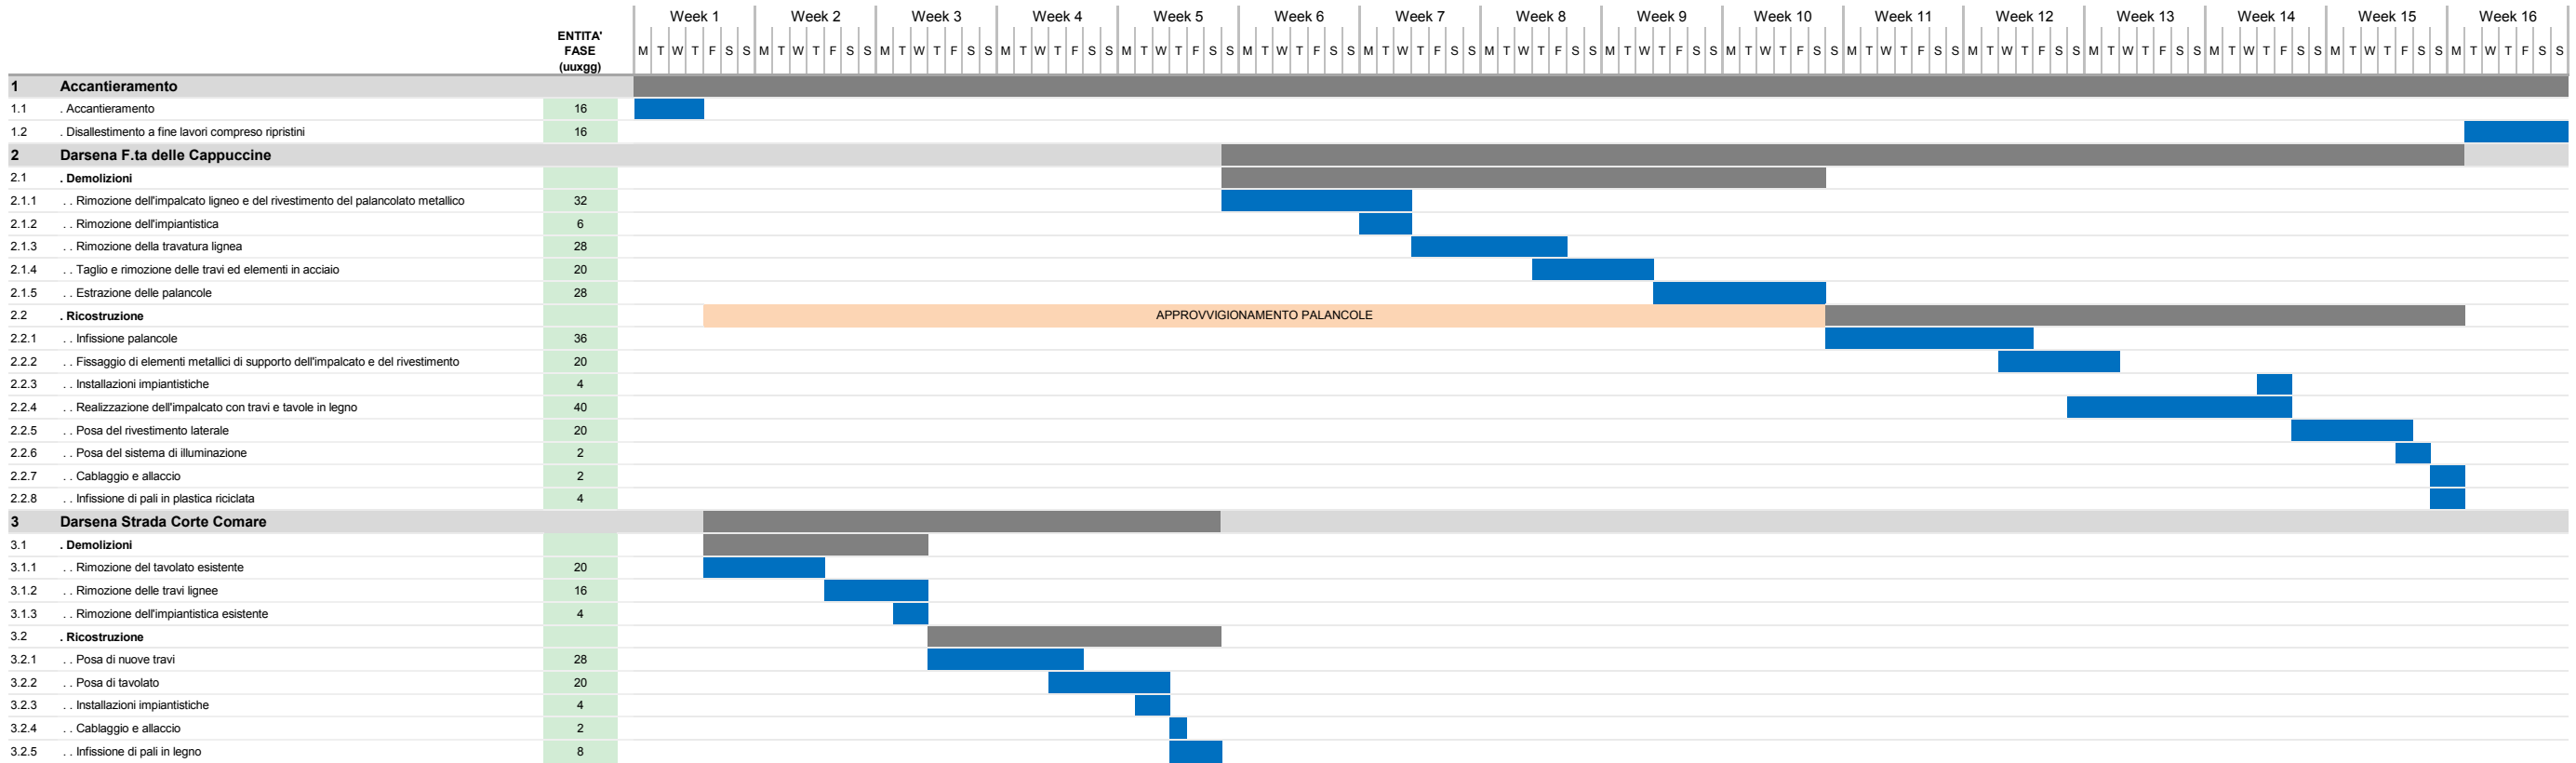 Week 1 Week 2 Week 3 Week 4 Week 5 Week 6 Week 7 Week 8 Week 9 Week 10 Week 11 Week 12 Week 13 Week 14 Week 15 Week 16
ENTITA'
FASE
(uuxgg)
M T W T F S S M T W T F S S M T W T F S S M T W T F S S M T W T F S S M T W T F S S M T W T F S S M T W T F S S M T W T F S S M T W T F S S M T W T F S S M T W T F S S M T W T F S S M T W T F S S M T W T F S S M T W T F S S
1 Accantieramento
1.1 . Accantieramento 16
1.2 . Disallestimento a fine lavori compreso ripristini 16
2 Darsena F.ta delle Cappuccine
2.1 . Demolizioni
2.1.1 . . Rimozione dell'impalcato ligneo e del rivestimento del palancolato metallico 32
2.1.2 . . Rimozione dell'impiantistica 6
2.1.3 . . Rimozione della travatura lignea 28
2.1.4 . . Taglio e rimozione delle travi ed elementi in acciaio 20
2.1.5 . . Estrazione delle palancole 28
2.2 . Ricostruzione APPROVVIGIONAMENTO PALANCOLE
2.2.1 . . Infissione palancole 36
2.2.2 . . Fissaggio di elementi metallici di supporto dell'impalcato e del rivestimento 20
2.2.3 . . Installazioni impiantistiche 4
2.2.4 . . Realizzazione dell'impalcato con travi e tavole in legno 40
2.2.5 . . Posa del rivestimento laterale 20
2.2.6 . . Posa del sistema di illuminazione 2
2.2.7 . . Cablaggio e allaccio 2
2.2.8 . . Infissione di pali in plastica riciclata 4
3 Darsena Strada Corte Comare
3.1 . Demolizioni
3.1.1 . . Rimozione del tavolato esistente 20
3.1.2 . . Rimozione delle travi lignee 16
3.1.3 . . Rimozione dell'impiantistica esistente 4
3.2 . Ricostruzione
3.2.1 . . Posa di nuove travi 28
3.2.2 . . Posa di tavolato 20
3.2.3 . . Installazioni impiantistiche 4
3.2.4 . . Cablaggio e allaccio 2
3.2.5 . . Infissione di pali in legno 8